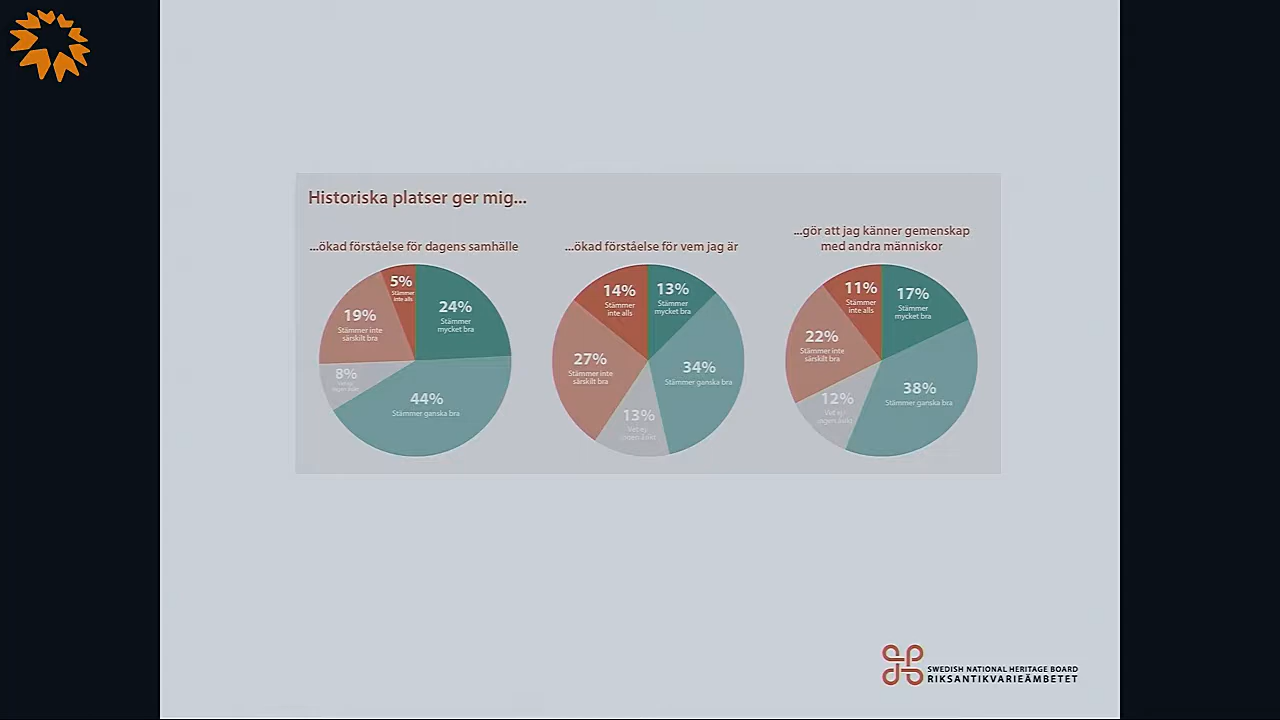 Historiska platser ger mig...
...ökad förståelse för dagens samhälle
5%
Stämmer
inte alls
24%
Stämmer
mycket bra
19%
Stämmer inte
särskilt bra
8%
44%
Stämmer ganska bra
...ökad förståelse för vem jag är
14%
Stämmer
inte alls
13%
Stämmer
mycket bra
27%
Stämmer inte
särskilt bra
34%
Stämmer ganska bra
13%
Vet ej/
ingen åsikt
...gör att jag känner gemenskap
med andra människor
11%
Stämmer
inte alls
17%
Stämmer
mycket bra
22%
Stämmer inte
särskilt bra
38%
Stämmer ganska bra
12%
Vet ej/
ingen åsikt
SWEDISH NATIONAL HERITAGE BOARD
RIKSANTIKVARIEÄMBETET